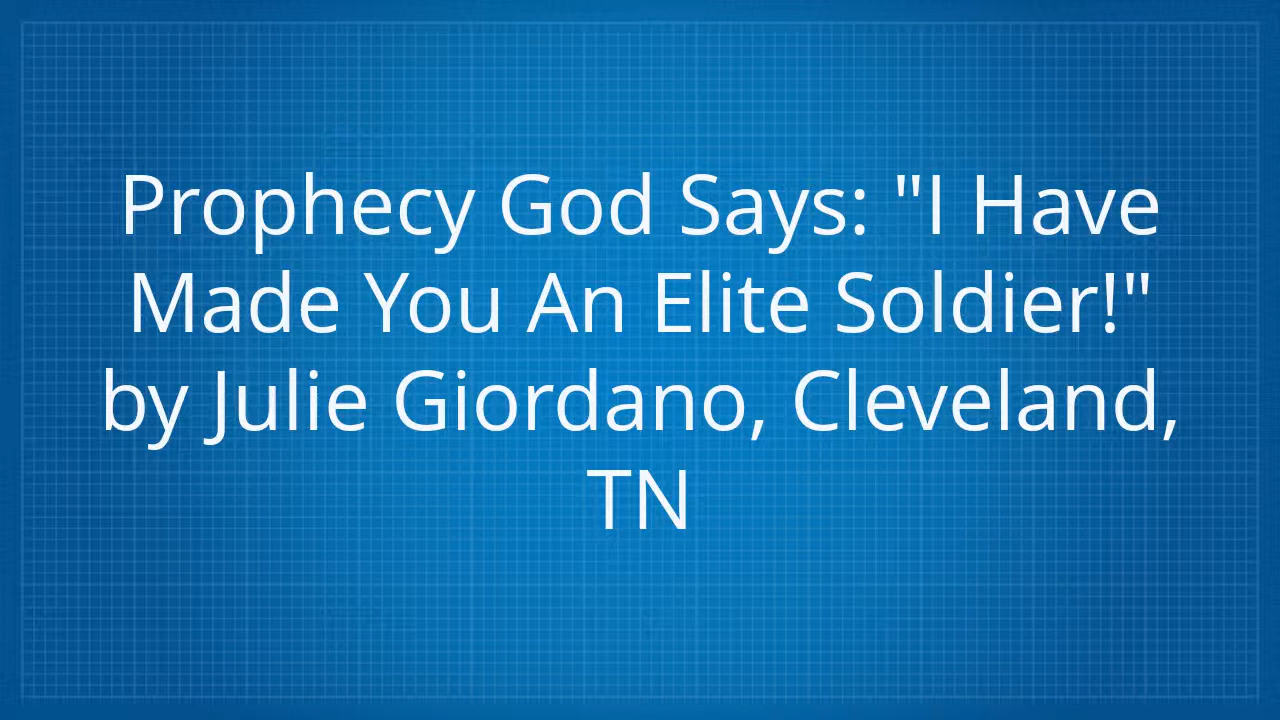 Prophecy God Says: "I Have
Made You An Elite Soldier!"
by Julie Giordano, Cleveland,
TN